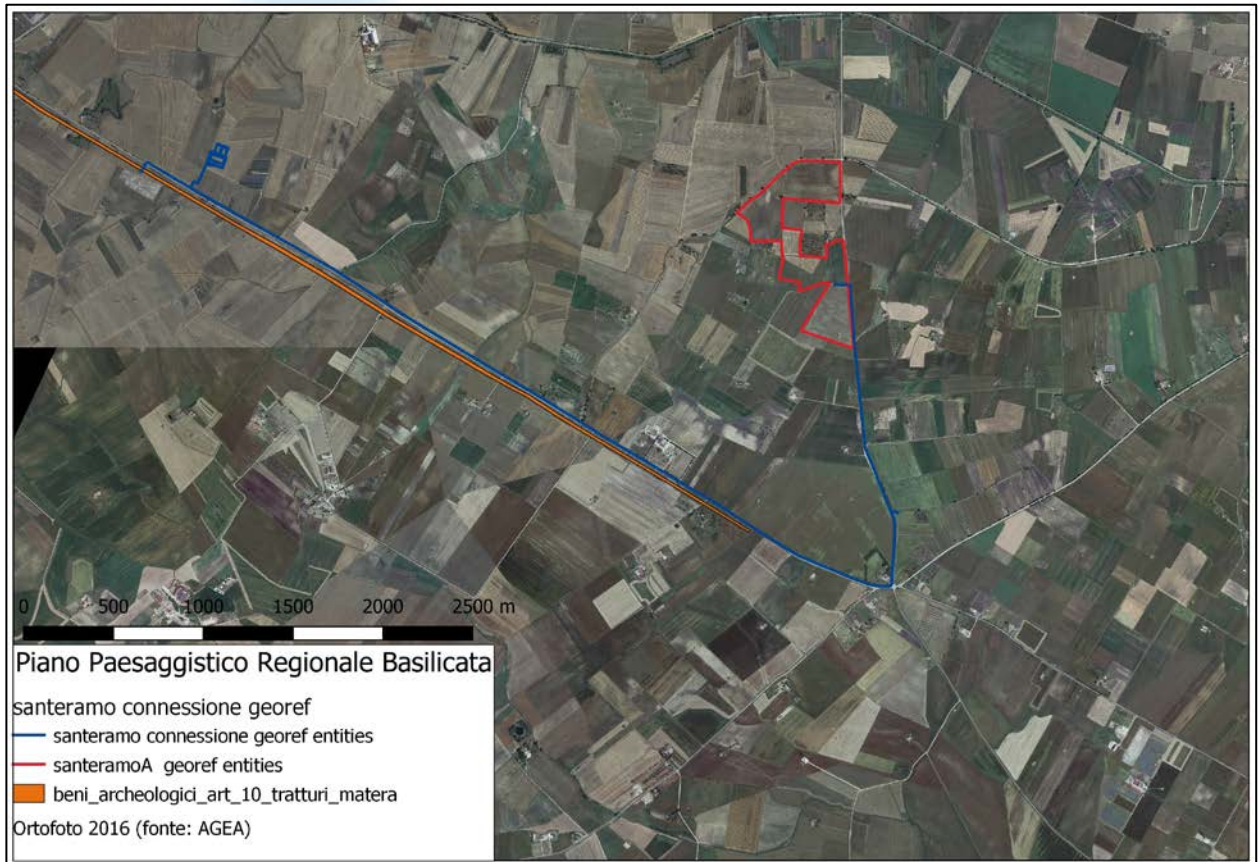 0 500 1000 1500 2000 2500 m
Piano Paesaggistico Regionale Basilicata
santeramo connessione georef
santeramo connessione georef entities
santeramoA georef entities
beni_archeologici_art_10_tratturi_matera
Ortofoto 2016 (fonte: AGEA)